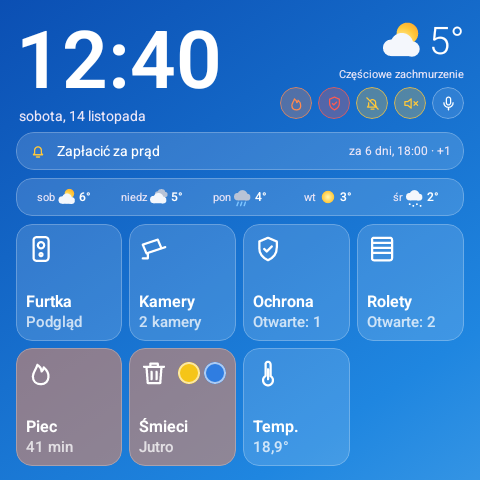 12:40
5°
Częściowe zachmurzenie
sobota, 14 listopada
Zapłacić za prąd
za 6 dni, 18:00 · +1
sob 6° niedz 5° pon 4° wt 3° śr 2°
Furtka
Podgląd
Kamery
2 kamery
Ochrona
Otwarte: 1
Rolety
Otwarte: 2
Piec
41 min
Śmieci
Jutro
Temp.
18,9°